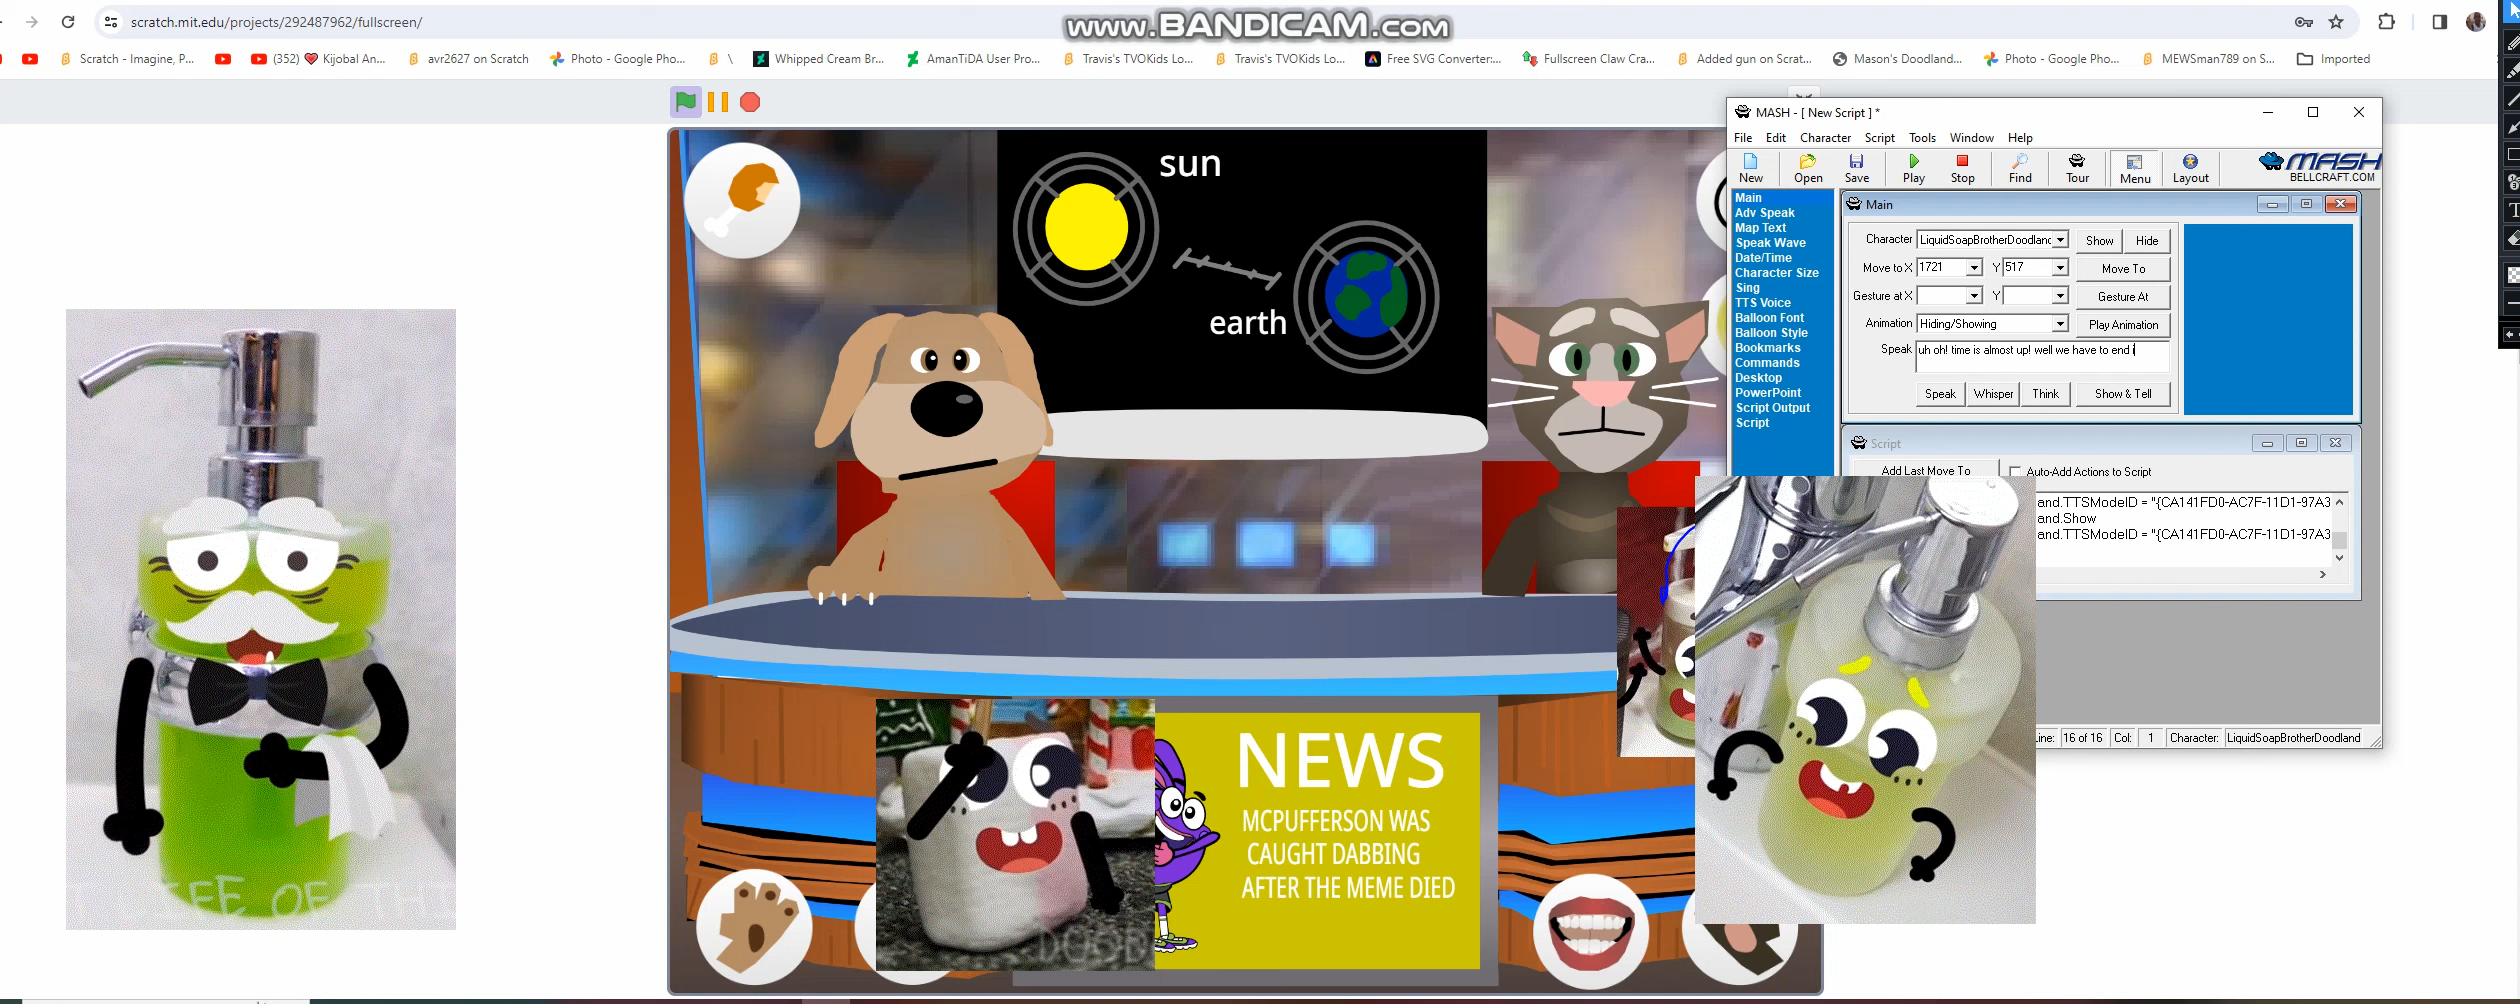 scratch.mit.edu/projects/292487962/fullscreen/
www.BANDICAM.com
Scratch - Imagine, P...
(352) ❤ Kijobal An...
avr2627 on Scratch
Photo - Google Pho...
\
Whipped Cream Br...
AmanTiDA User Pro...
Travis's TVOKids Lo...
Travis's TVOKids Lo...
Free SVG Converter:...
Fullscreen Claw Cra...
Added gun on Scrat...
Mason's Doodland...
Photo - Google Pho...
MEWSman789 on S...
Imported
sun
earth
NEWS
MCPUFFERSON WAS
CAUGHT DABBING
AFTER THE MEME DIED
LIFE OF THI
DOOD
MASH - [ New Script ] *
File Edit Character Script Tools Window Help
New Open Save Play Stop Find Tour Menu Layout
MASH
BELLCRAFT.COM
Main
Adv Speak
Map Text
Speak Wave
Date/Time
Character Size
Sing
TTS Voice
Balloon Font
Balloon Style
Bookmarks
Commands
Desktop
PowerPoint
Script Output
Script
Main
Character LiquidSoapBrotherDoodland Show Hide
Move to X 1721 Y 517 Move To
Gesture at X Y Gesture At
Animation Hiding/Showing Play Animation
Speak uh oh! time is almost up! well we have to end i
Speak Whisper Think Show & Tell
Script
Add Last Move To Auto-Add Actions to Script
and.TTSModeID = "{CA141FD0-AC7F-11D1-97A3
and.Show
and.TTSModeID = "{CA141FD0-AC7F-11D1-97A3
Line: 16 of 16 Col: 1 Character: LiquidSoapBrotherDoodland